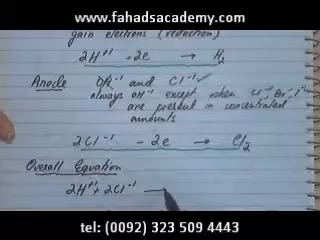 www.fahadsacademy.com
gain electrons (reduction)
2H⁺¹ - 2e → H₂
Anode OH⁻¹ and Cl⁻¹ ✓
always OH⁻¹ except when Cl⁻¹, Br⁻¹, I⁻¹
are present in concentrated
amounts
2Cl⁻¹ - 2e → Cl₂
Overall Equation
2H⁺¹ + 2Cl⁻¹ →
tel: (0092) 323 509 4443